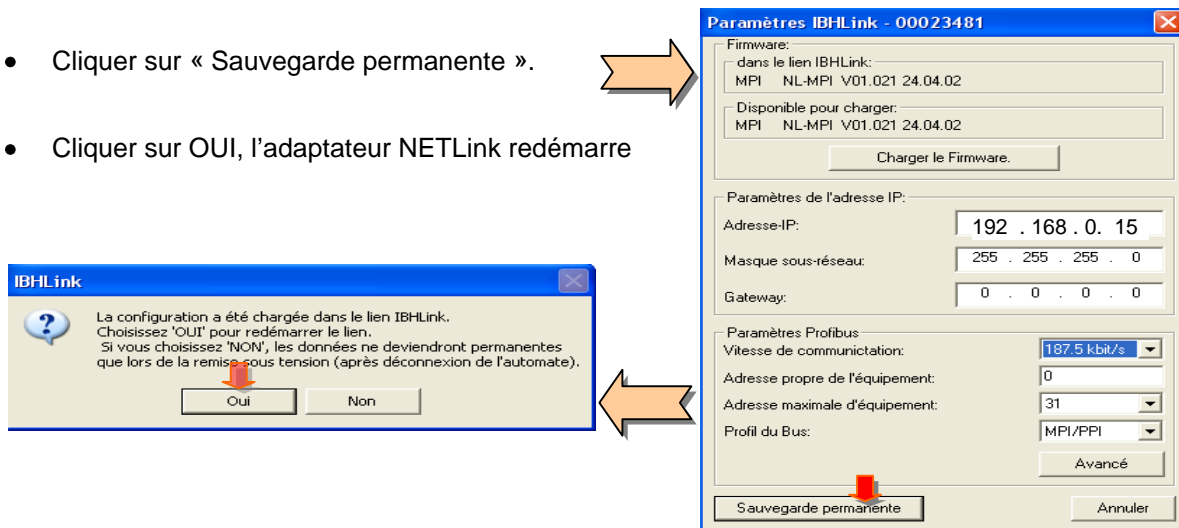 • Cliquer sur « Sauvegarde permanente ».
• Cliquer sur OUI, l'adaptateur NETLink redémarre
IBHLink
La configuration a été chargée dans le lien IBHLink.
Choisissez 'OUI' pour redémarrer le lien.
Si vous choisissez 'NON', les données ne deviendront permanentes
que lors de la remise sous tension (après déconnexion de l'automate).
Oui Non
Paramètres IBHLink - 00023481
Firmware:
dans le lien IBHLink:
MPI NL-MPI V01.021 24.04.02
Disponible pour charger:
MPI NL-MPI V01.021 24.04.02
Charger le Firmware.
Paramètres de l'adresse IP:
Adresse-IP: 192 . 168 . 0. 15
Masque sous-réseau: 255 . 255 . 255 . 0
Gateway: 0 . 0 . 0 . 0
Paramètres Profibus
Vitesse de communictation: 187.5 kbit/s
Adresse propre de l'équipement: 0
Adresse maximale d'équipement: 31
Profil du Bus: MPI/PPI
Avancé
Sauvegarde permanente Annuler